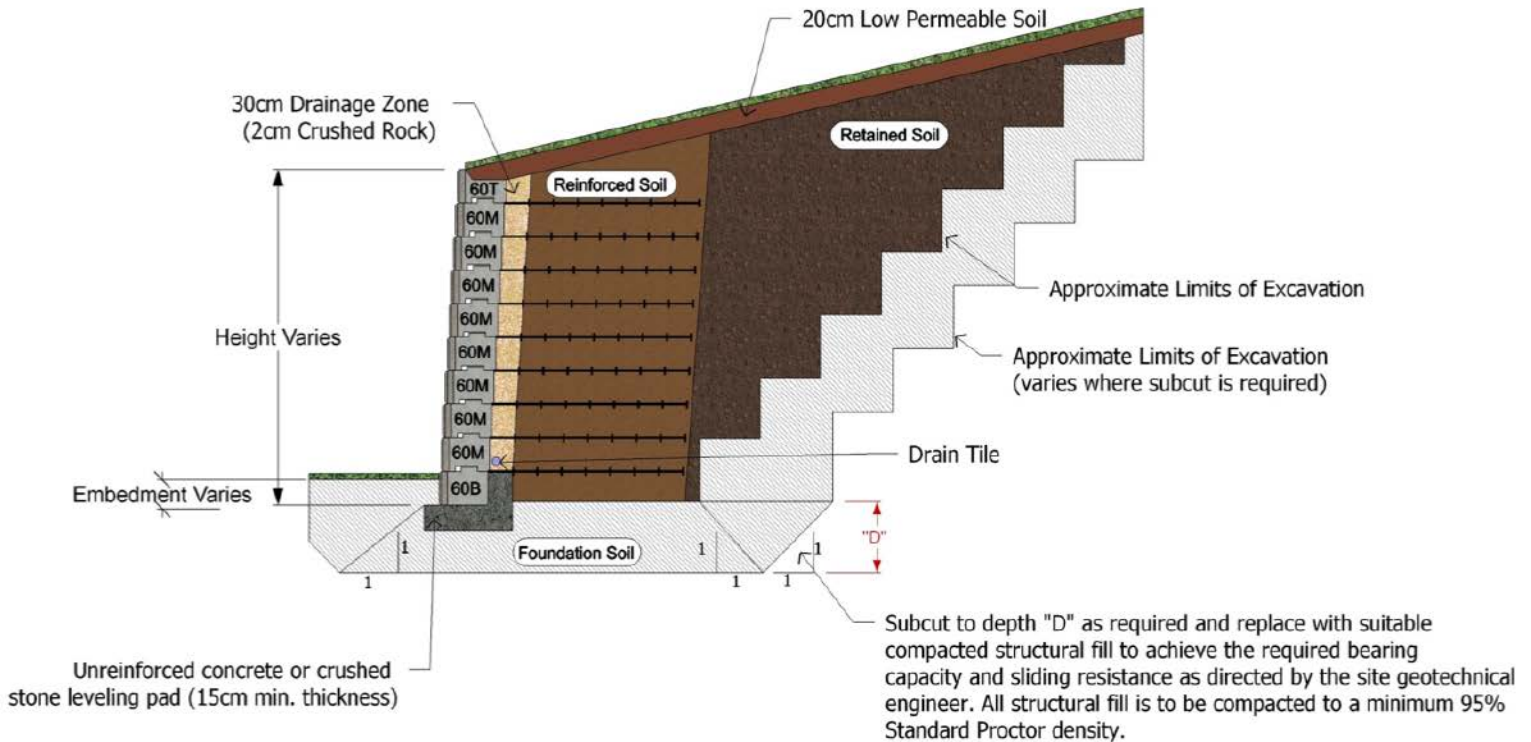 20cm Low Permeable Soil
30cm Drainage Zone
(2cm Crushed Rock)
Retained Soil
Reinforced Soil
60T
60M
60M
60M
60M
60M
60M
60M
60M
60B
Height Varies
Approximate Limits of Excavation
Approximate Limits of Excavation
(varies where subcut is required)
Drain Tile
Embedment Varies
"D"
Foundation Soil
1
1
1
1
1
1
Subcut to depth "D" as required and replace with suitable
compacted structural fill to achieve the required bearing
capacity and sliding resistance as directed by the site geotechnical
engineer. All structural fill is to be compacted to a minimum 95%
Standard Proctor density.
Unreinforced concrete or crushed
stone leveling pad (15cm min. thickness)